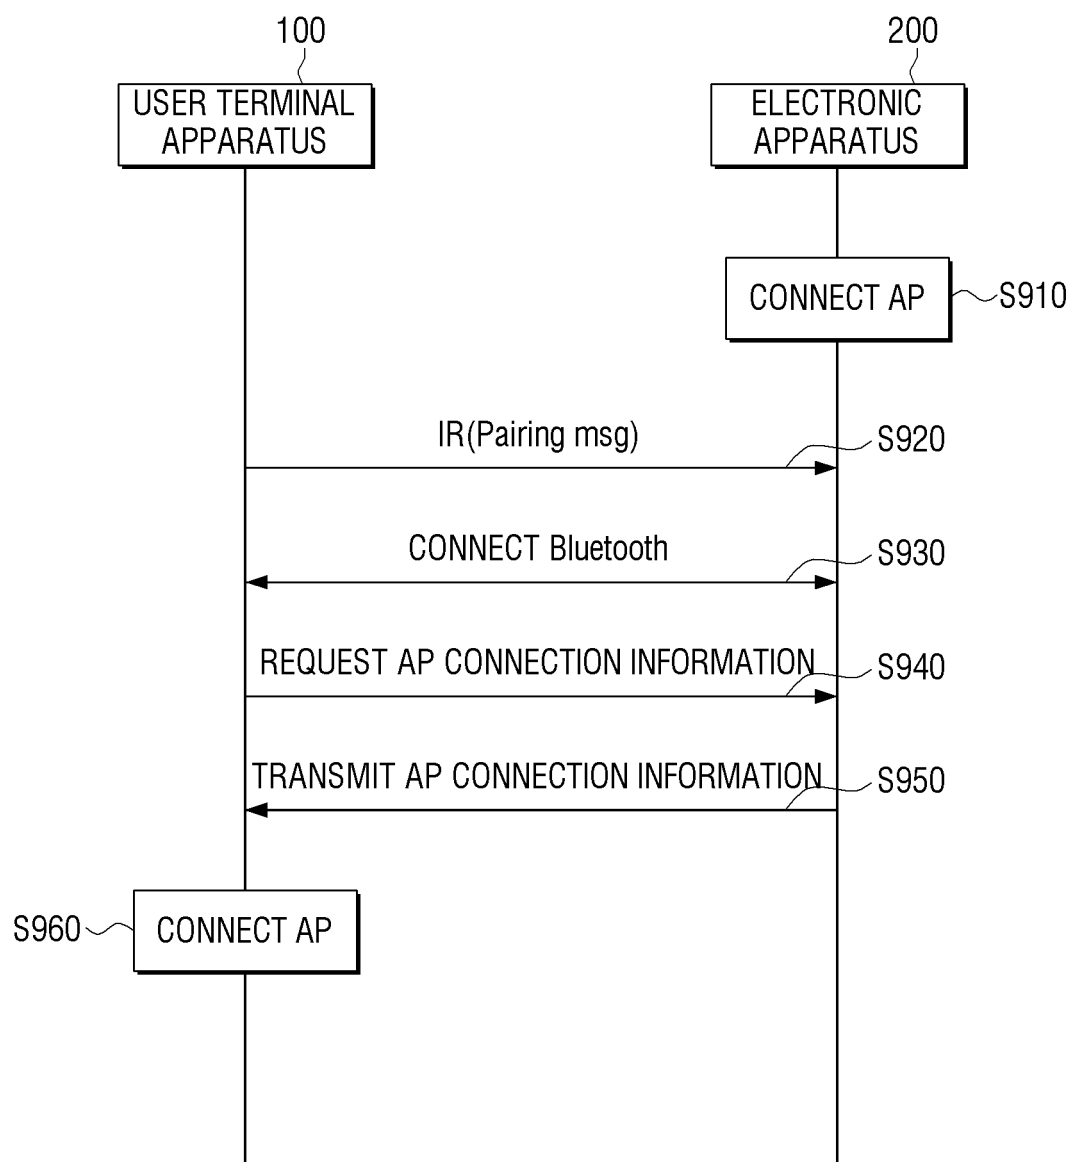 100
200
USER TERMINAL
APPARATUS
ELECTRONIC
APPARATUS
CONNECT AP
S910
IR(Pairing msg)
S920
CONNECT Bluetooth
S930
REQUEST AP CONNECTION INFORMATION
S940
TRANSMIT AP CONNECTION INFORMATION
S950
S960
CONNECT AP